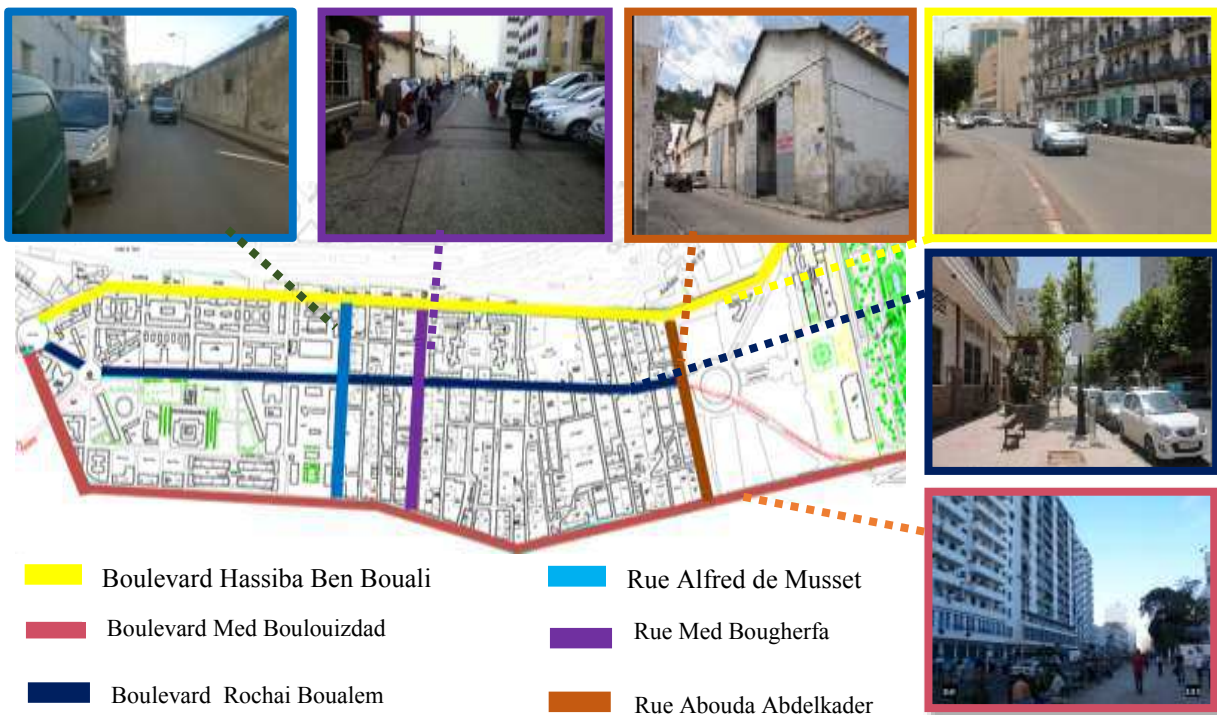 Boulevard Hassiba Ben Bouali
Rue Alfred de Musset
Boulevard Med Boulouizdad
Rue Med Bougherfa
Boulevard Rochai Boualem
Rue Abouda Abdelkader